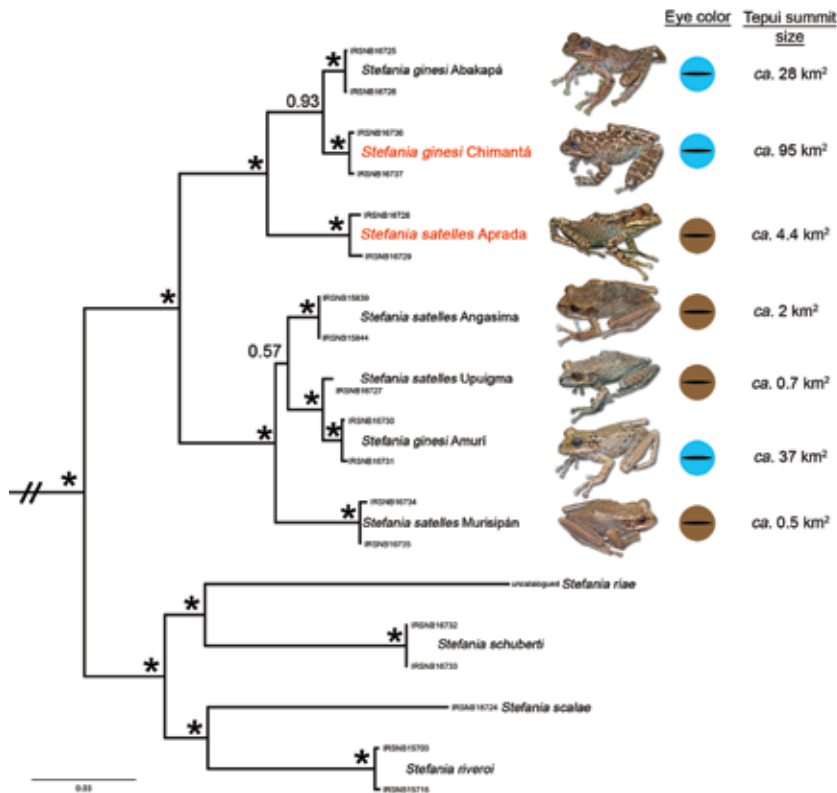 Eye color
Tepui summit
size
IRSNB16725
Stefania ginesi Abakapá
IRSNB16726
ca. 28 km²
0.93
IRSNB16736
Stefania ginesi Chimantá
IRSNB16737
ca. 95 km²
IRSNB16728
Stefania satelles Aprada
IRSNB16729
ca. 4.4 km²
IRSNB15839
Stefania satelles Angasima
IRSNB15844
ca. 2 km²
0.57
Stefania satelles Upuigma
IRSNB16727
ca. 0.7 km²
IRSNB16730
Stefania ginesi Amurí
IRSNB16731
ca. 37 km²
IRSNB16734
Stefania satelles Murisipán
IRSNB16735
ca. 0.5 km²
uncatalogued Stefania riae
IRSNB16732
Stefania schuberti
IRSNB16733
IRSNB16724 Stefania scalae
IRSNB15703
Stefania riveroi
IRSNB15716
0.03